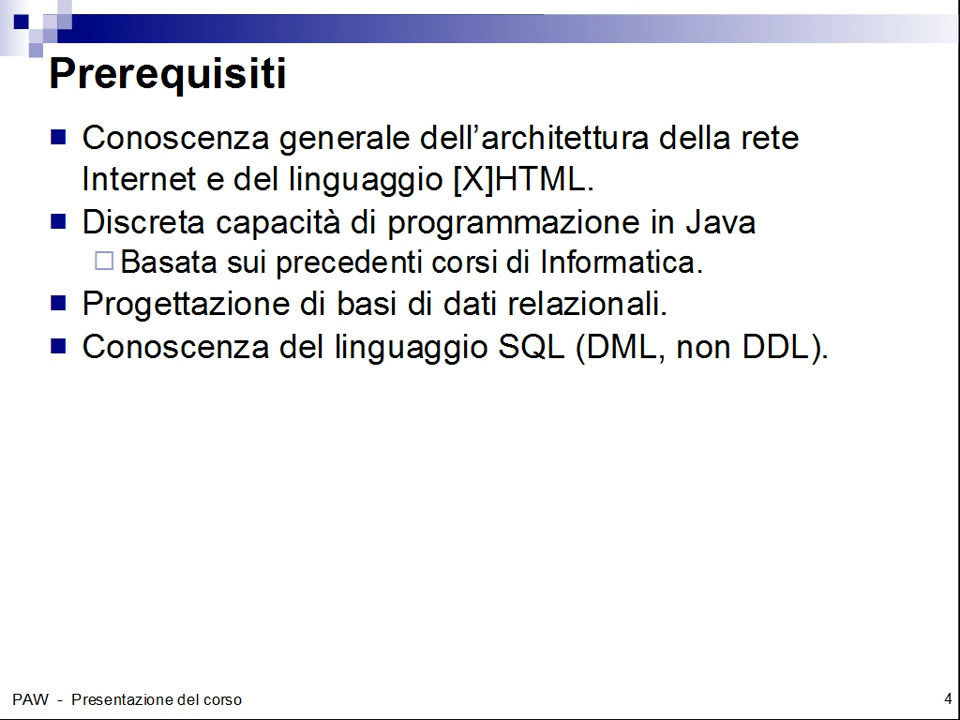 Prerequisiti
Conoscenza generale dell’architettura della rete
Internet e del linguaggio [X]HTML.
Discreta capacità di programmazione in Java
Basata sui precedenti corsi di Informatica.
Progettazione di basi di dati relazionali.
Conoscenza del linguaggio SQL (DML, non DDL).
PAW - Presentazione del corso
4